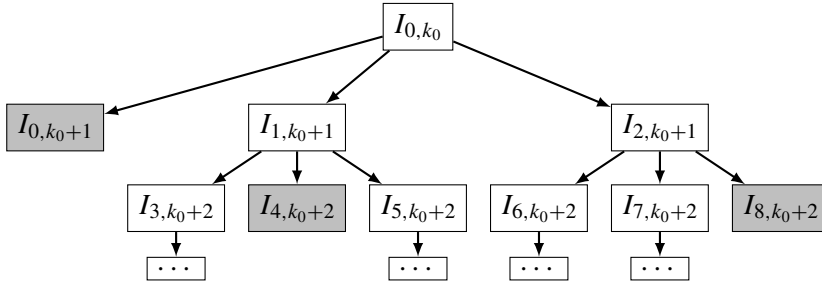 I_{0,k_0}
I_{0,k_0+1} I_{1,k_0+1} I_{2,k_0+1}
I_{3,k_0+2} I_{4,k_0+2} I_{5,k_0+2} I_{6,k_0+2} I_{7,k_0+2} I_{8,k_0+2}
··· ··· ··· ···